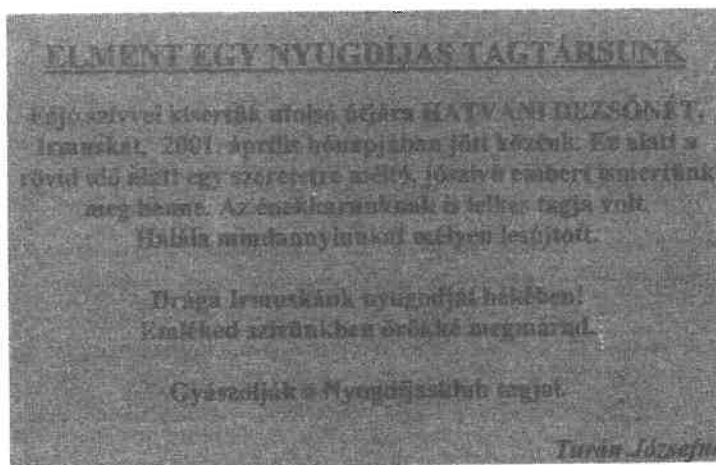 ELMENT EGY NYUGDÍJAS TAGTÁRSUNK
Fájó szívvel kísértük utolsó útjára HATVANI DEZSŐNÉT,
Irmuskát. 2001. április hónapjában jött közénk. Ez alatt a
rövid idő alatt egy szeretetre méltó, jószívű embert ismertünk
meg benne. Az énekkarunknak is lelkes tagja volt.
Halála mindannyiunkat mélyen lesújtott.
Drága Irmuskánk nyugodjál békében!
Emléked szívünkben örökké megmarad.
Gyászolják a Nyugdíjasklub tagjai.
Turán Józsefné